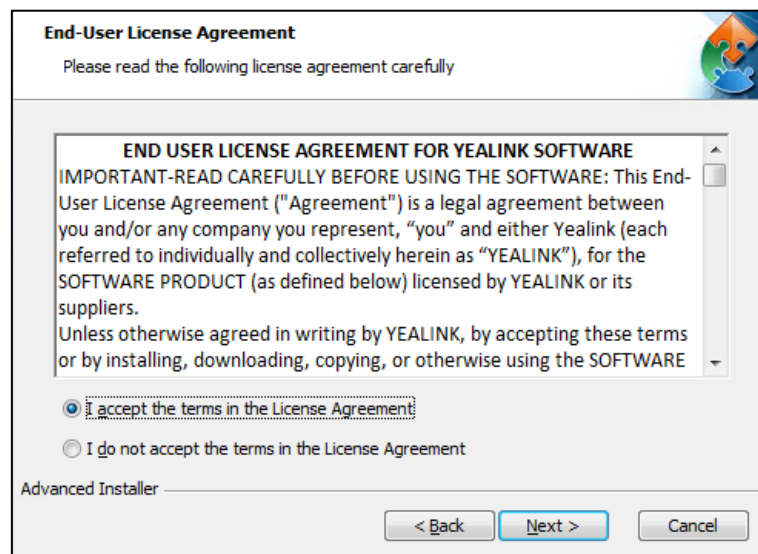 End-User License Agreement
Please read the following license agreement carefully
END USER LICENSE AGREEMENT FOR YEALINK SOFTWARE
IMPORTANT-READ CAREFULLY BEFORE USING THE SOFTWARE: This End-
User License Agreement ("Agreement") is a legal agreement between
you and/or any company you represent, “you” and either Yealink (each
referred to individually and collectively herein as “YEALINK”), for the
SOFTWARE PRODUCT (as defined below) licensed by YEALINK or its
suppliers.
Unless otherwise agreed in writing by YEALINK, by accepting these terms
or by installing, downloading, copying, or otherwise using the SOFTWARE
I accept the terms in the License Agreement
I do not accept the terms in the License Agreement
Advanced Installer
< Back Next > Cancel